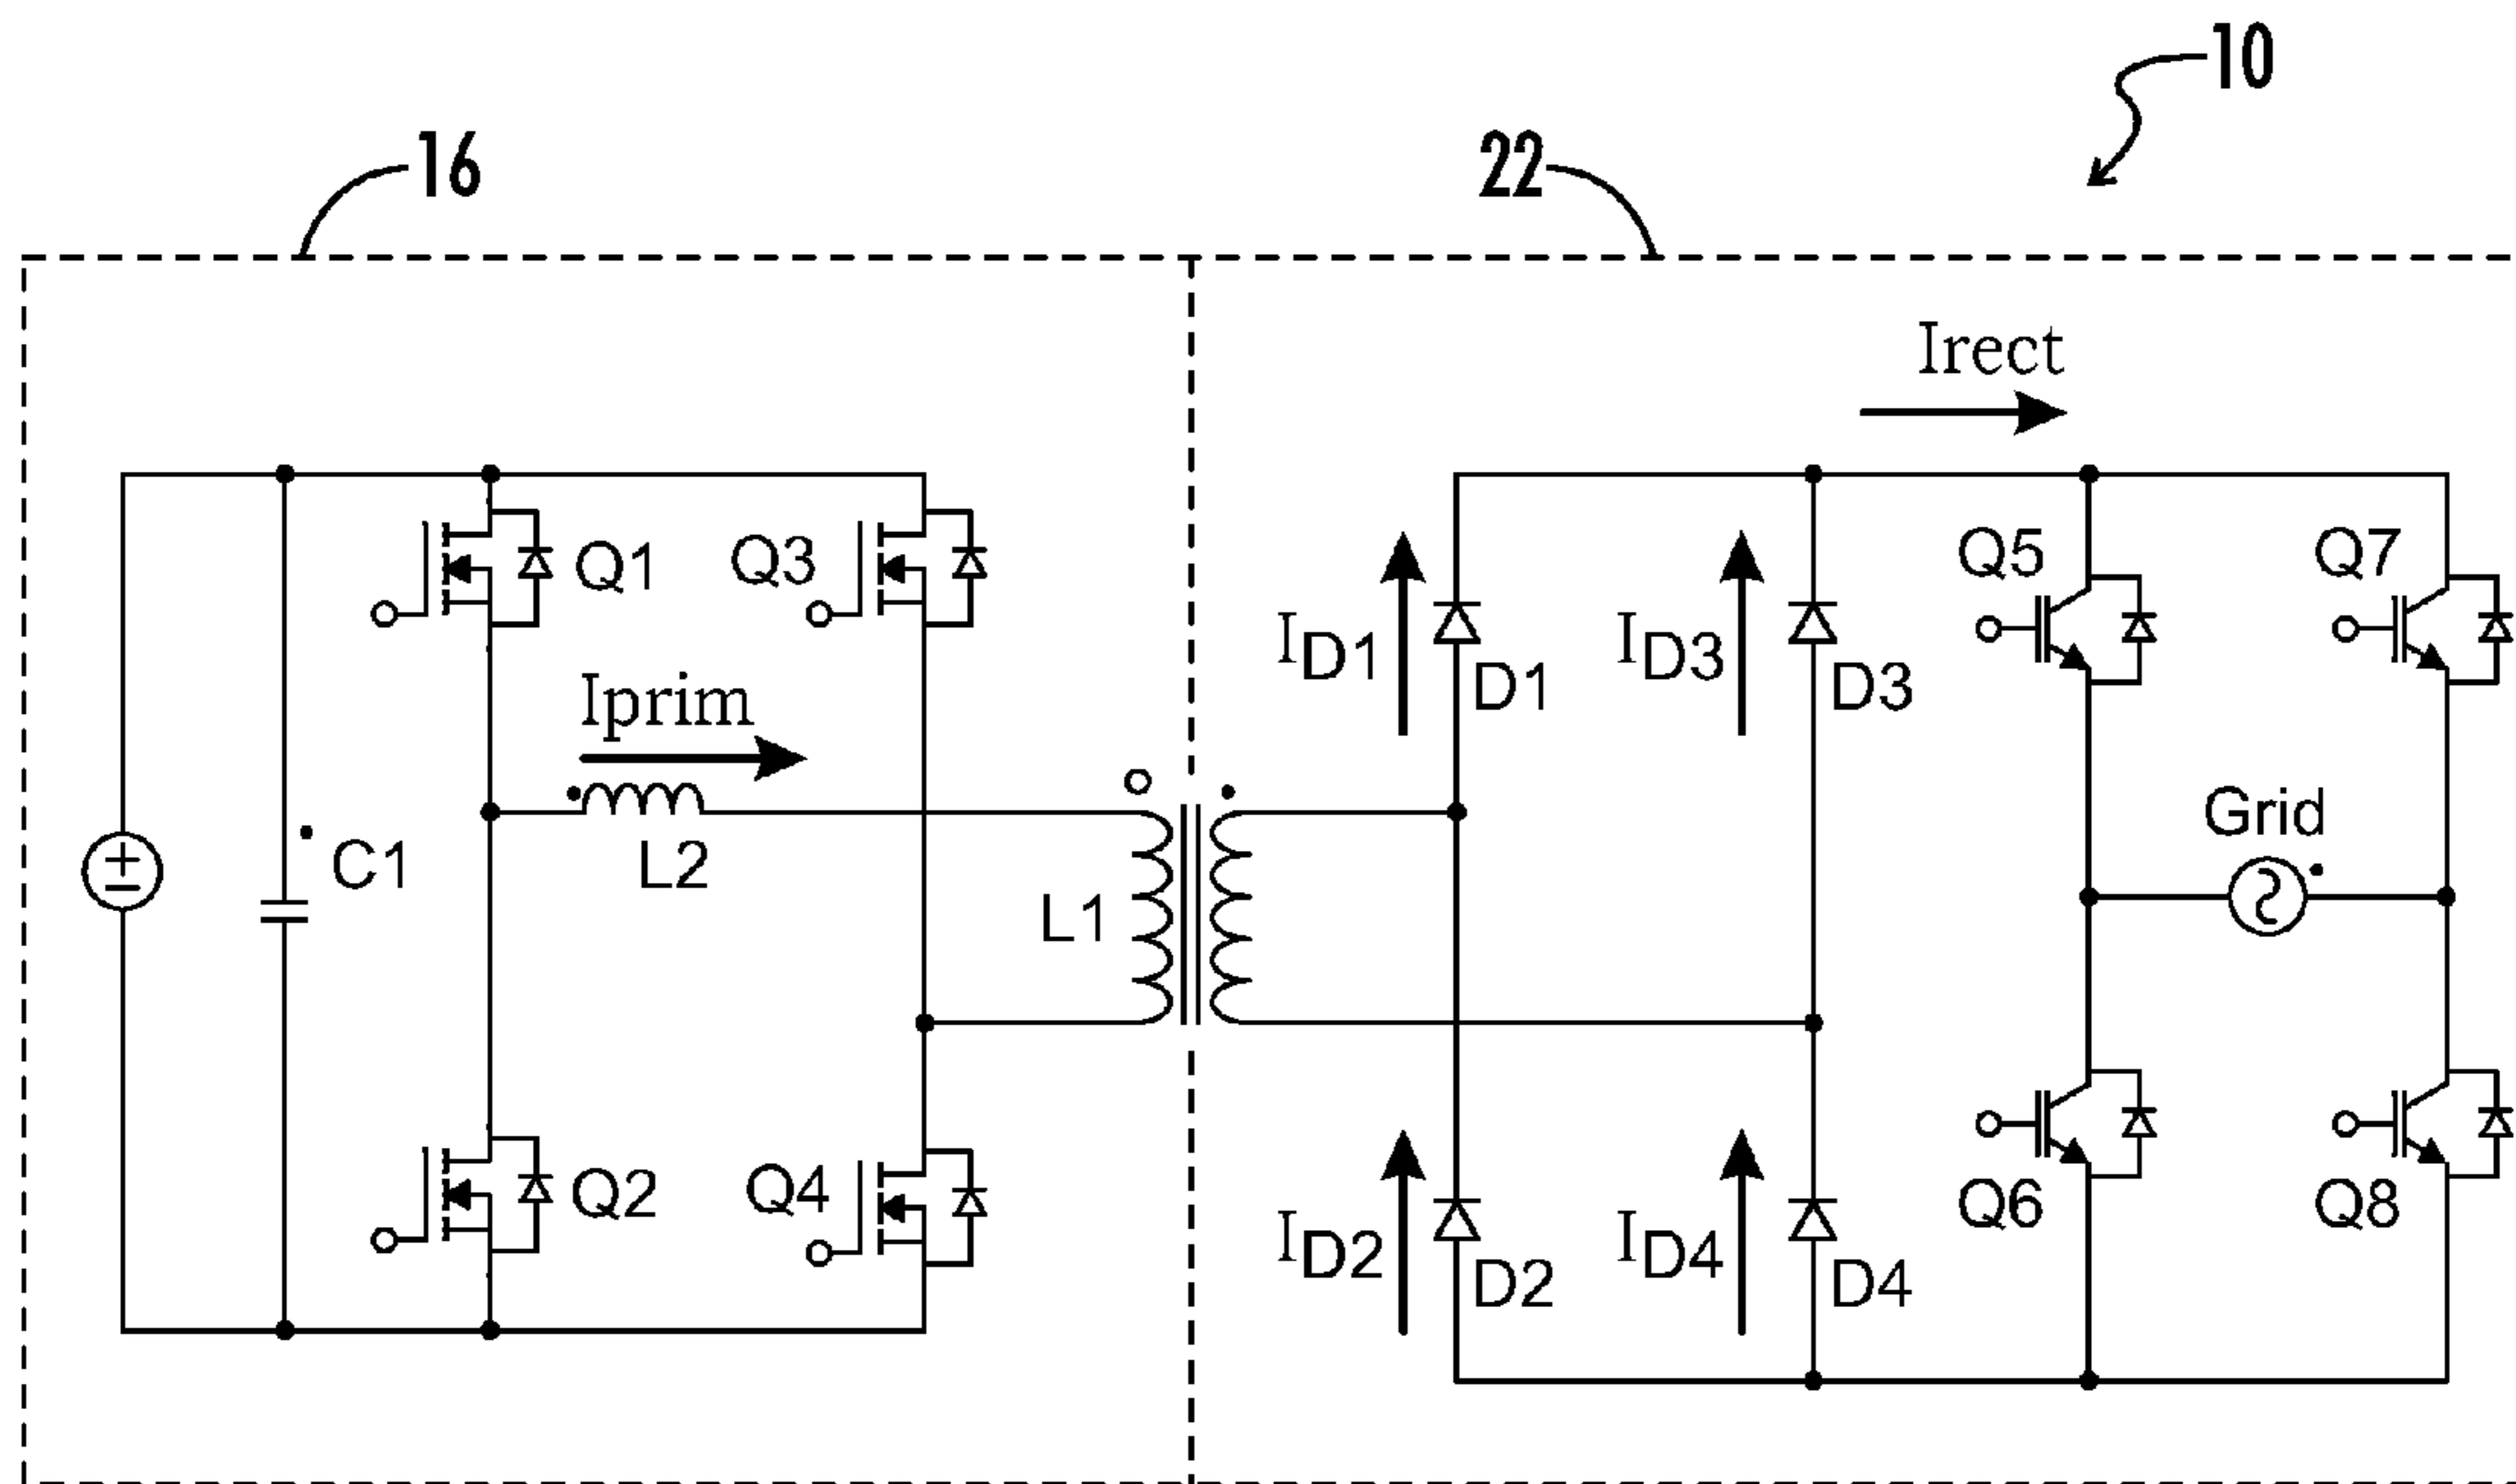 10
16
22
Irect
Q1
Q3
Q5
Q7
ID1
D1
ID3
D3
Iprim
Grid
C1
L2
L1
Q2
Q4
Q6
Q8
ID2
D2
ID4
D4